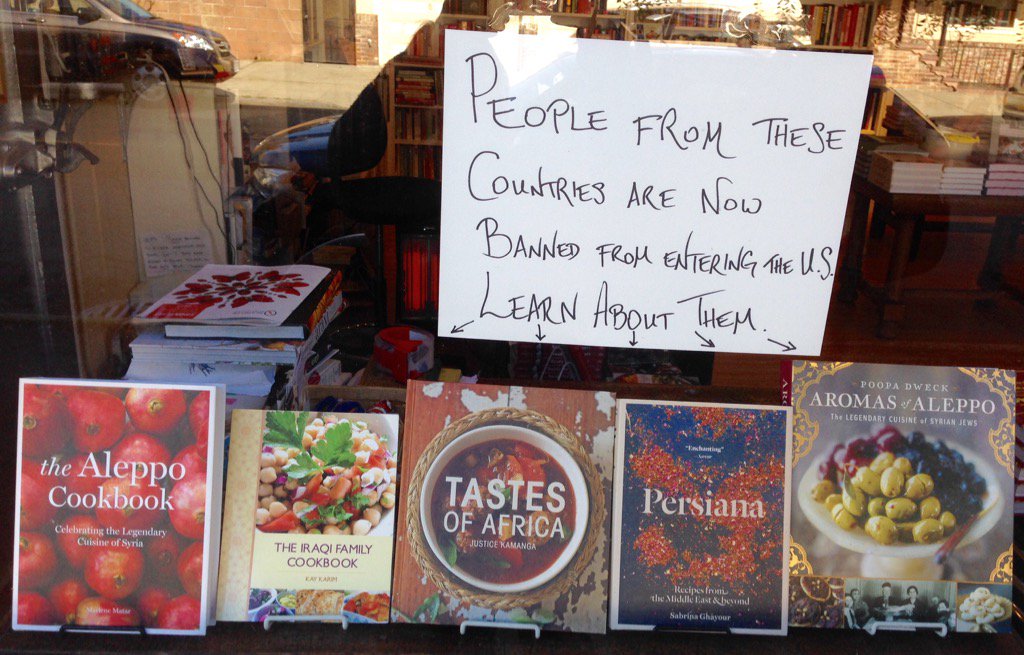 PEOPLE FROM THESE
COUNTRIES ARE NOW
BANNED FROM ENTERING THE U.S.
LEARN ABOUT THEM.
the Aleppo
Cookbook
Celebrating the Legendary
Cuisine of Syria
Marlene Matar
THE IRAQI FAMILY
COOKBOOK
KAY KARIM
TASTES
OF AFRICA
JUSTICE KAMANGA
"Enchanting"
Persiana
Recipes from
the Middle East & beyond
Sabrina Ghayour
POOPA DWECK
AROMAS of ALEPPO
THE LEGENDARY CUISINE OF SYRIAN JEWS